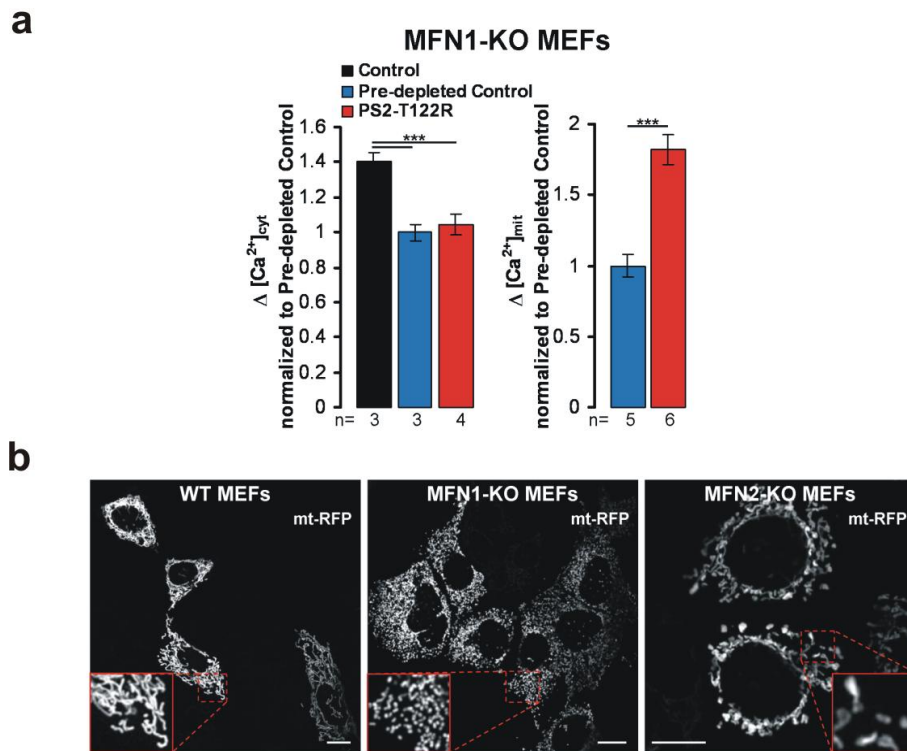 a
MFN1-KO MEFs
Control
Pre-depleted Control
PS2-T122R
Δ [Ca²⁺]cyt
normalized to Pre-depleted Control
1.6
1.4
1.2
1
0.8
0.6
0.4
0.2
0
***
n= 3 3 4
Δ [Ca²⁺]mit
normalized to Pre-depleted Control
2
1.5
1
0.5
0
***
n= 5 6
b
WT MEFs
mt-RFP
MFN1-KO MEFs
mt-RFP
MFN2-KO MEFs
mt-RFP